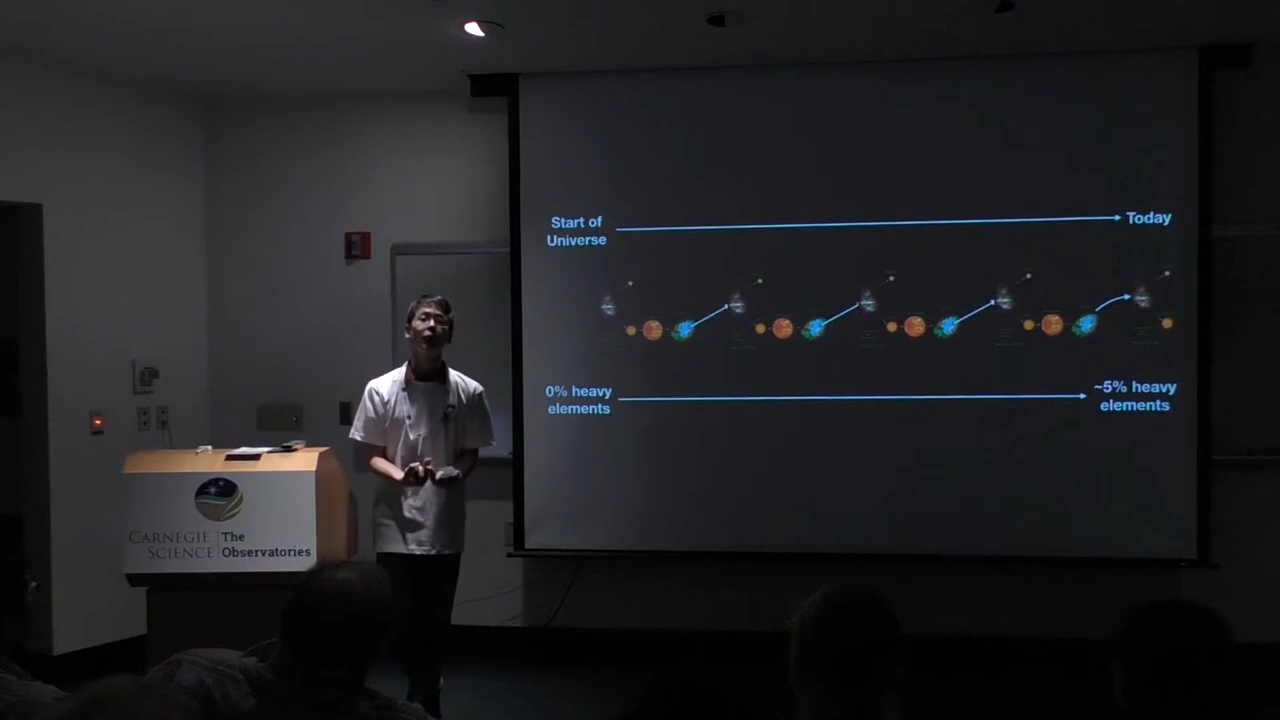 Start of
Universe
Today
0% heavy
elements
~5% heavy
elements
CARNEGIE
SCIENCE
The
Observatories